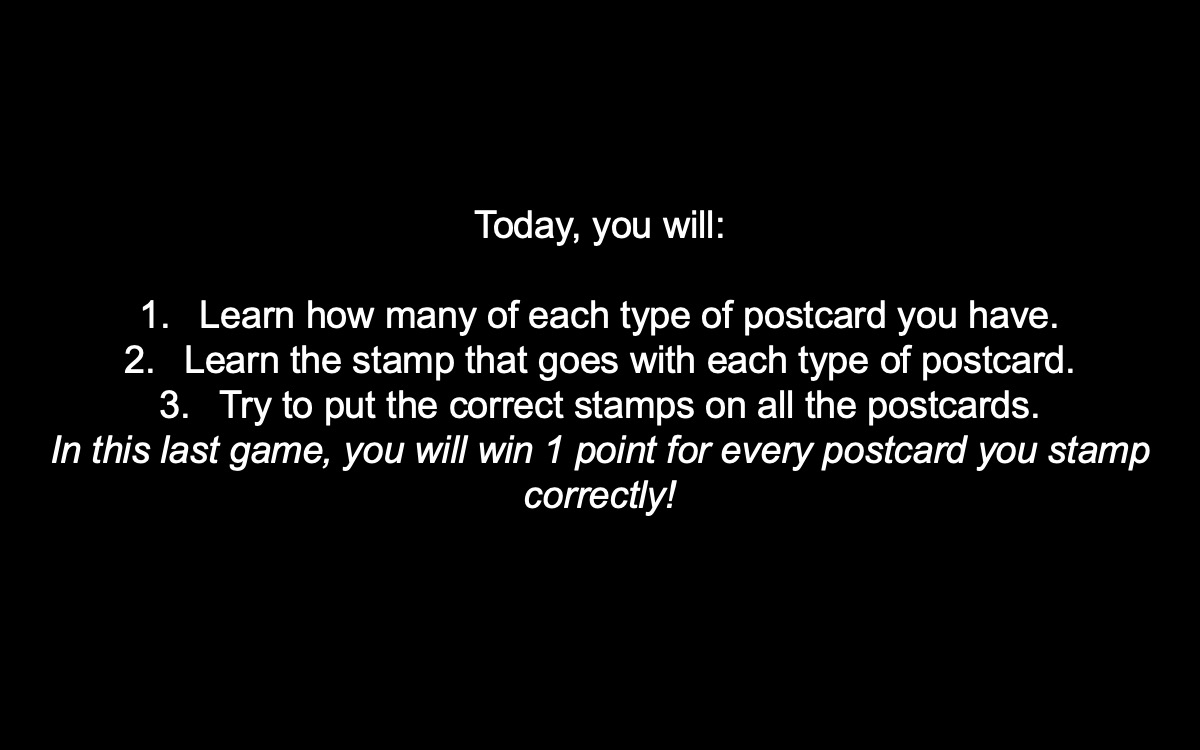 Today, you will:
1. Learn how many of each type of postcard you have.
2. Learn the stamp that goes with each type of postcard.
3. Try to put the correct stamps on all the postcards.
In this last game, you will win 1 point for every postcard you stamp
correctly!